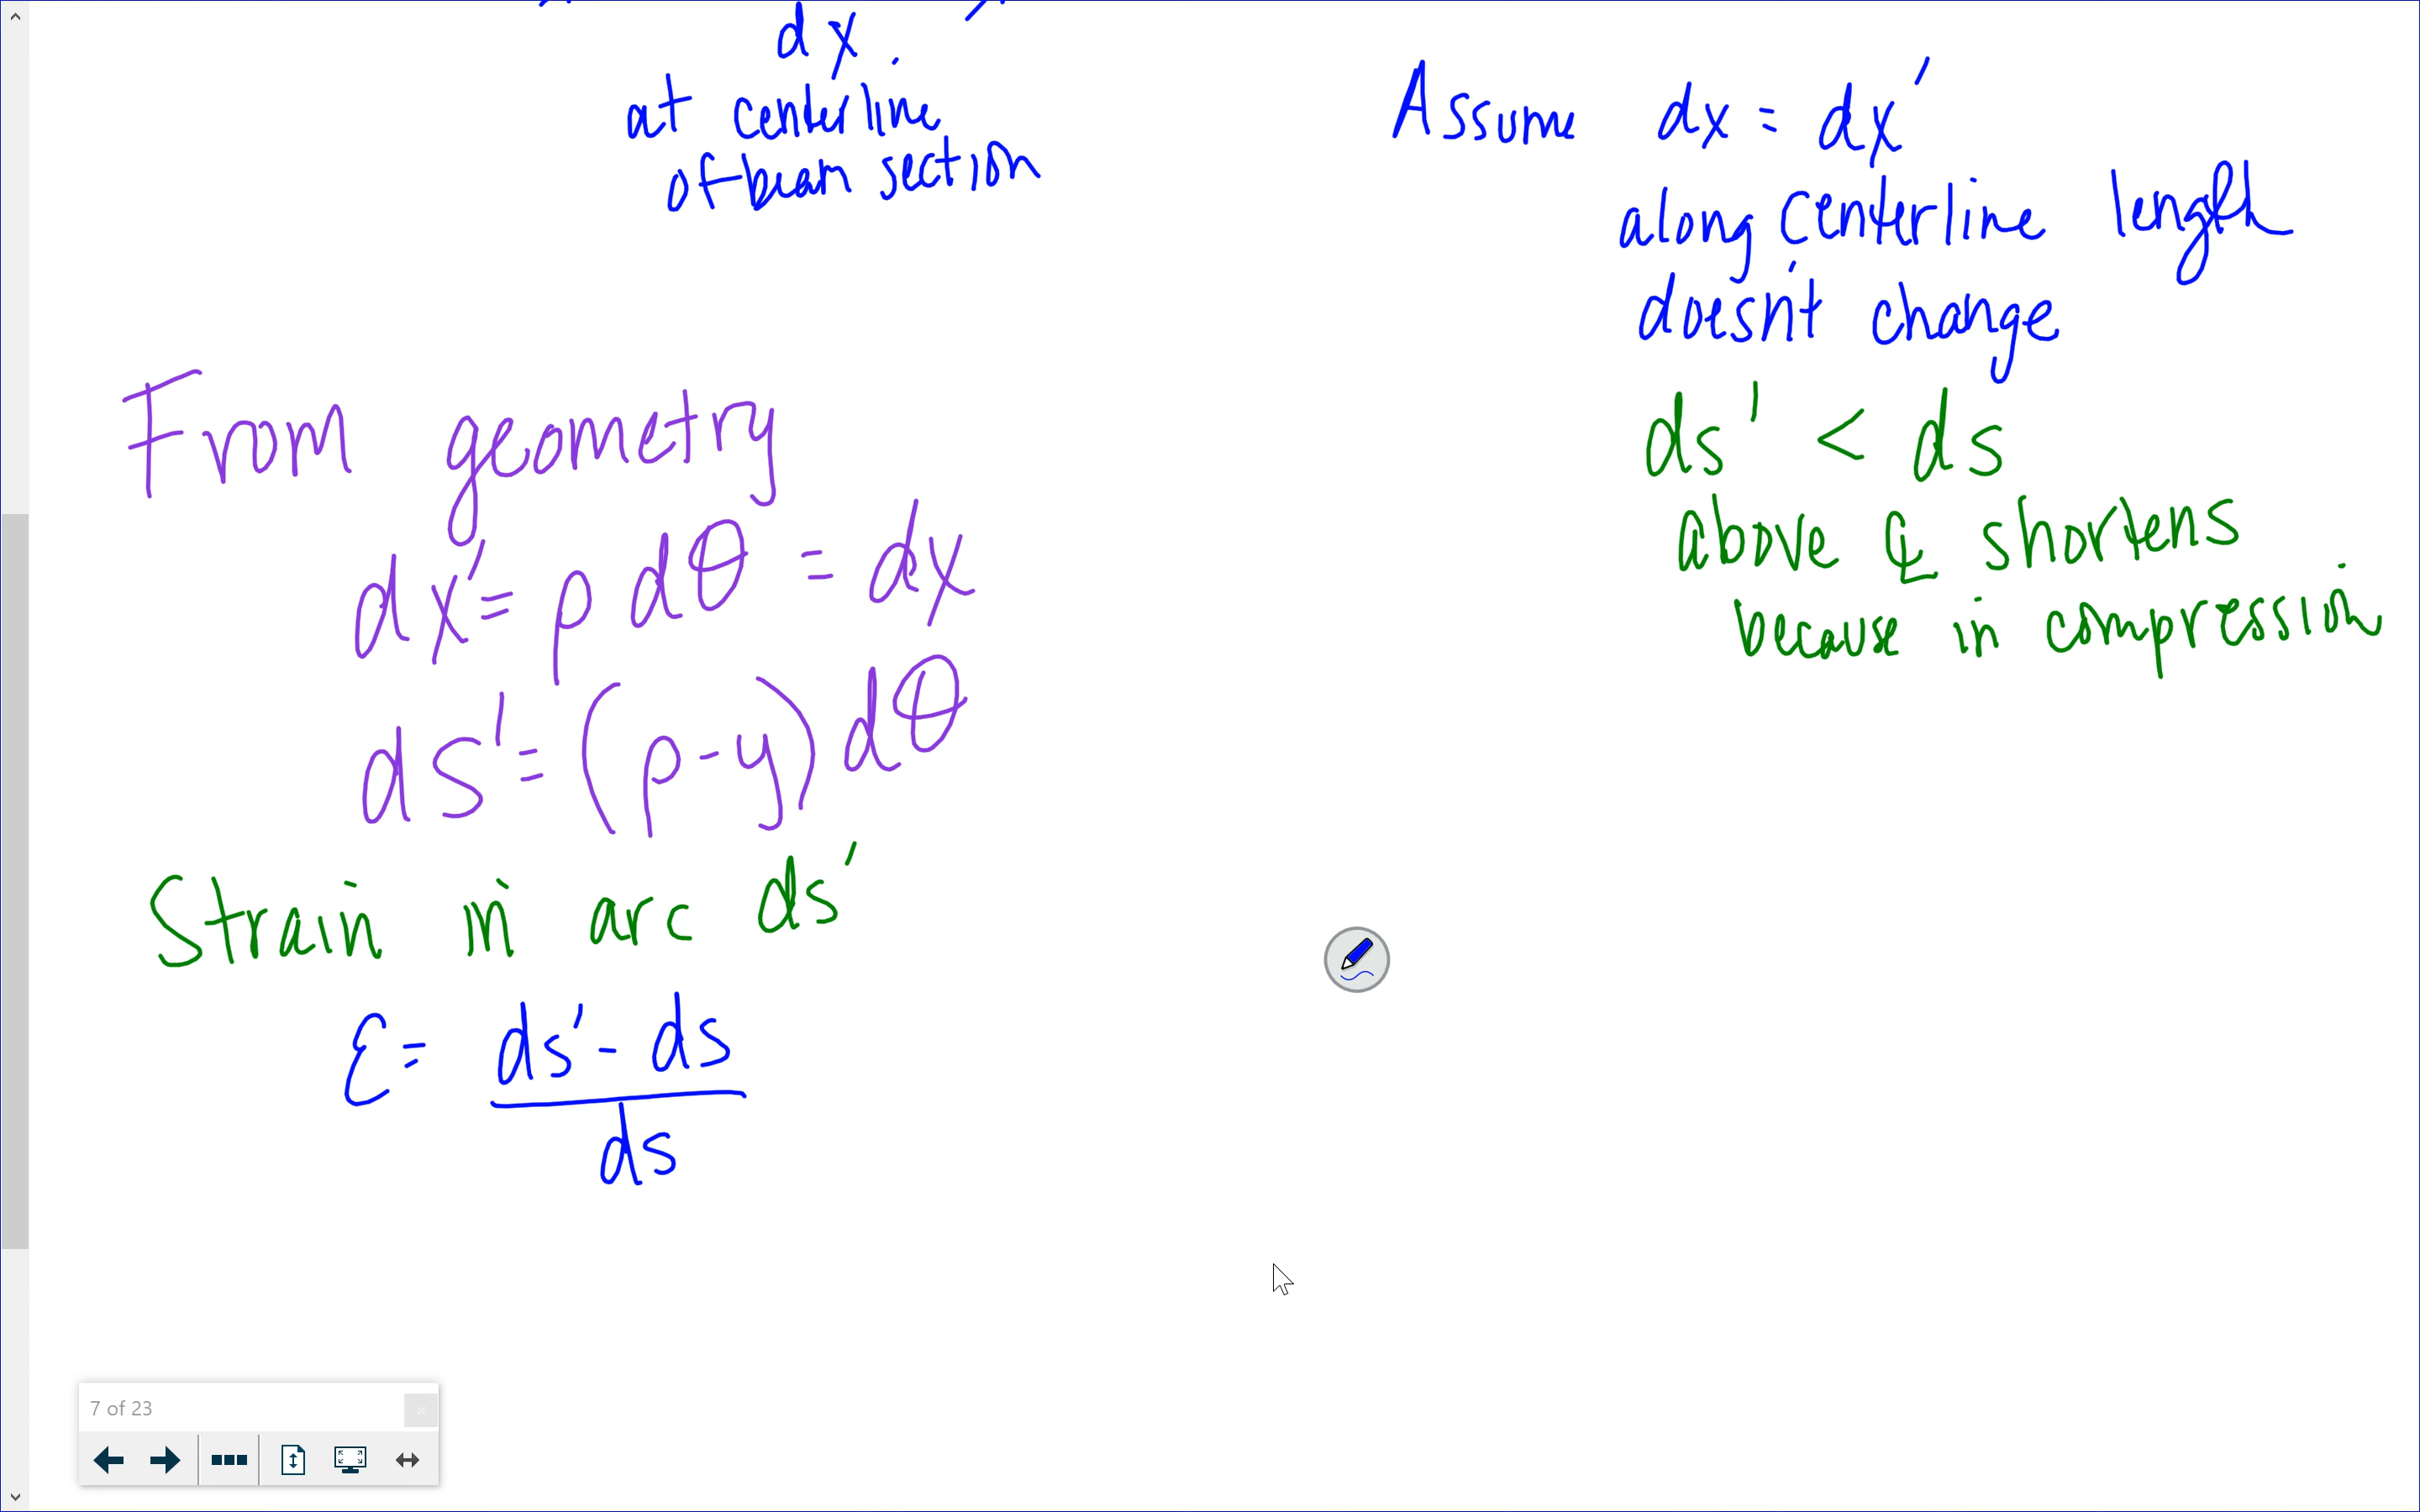 dx
at centerline
of beam section
Assume dx = dx'
along centerline length
doesn't change
ds' < ds
above ℄ shortens
because in compression
From geometry
dx' = ρ dθ = dx
ds' = (ρ-y) dθ
Strain in arc ds'
ε = ds' - ds
ds
7 of 23